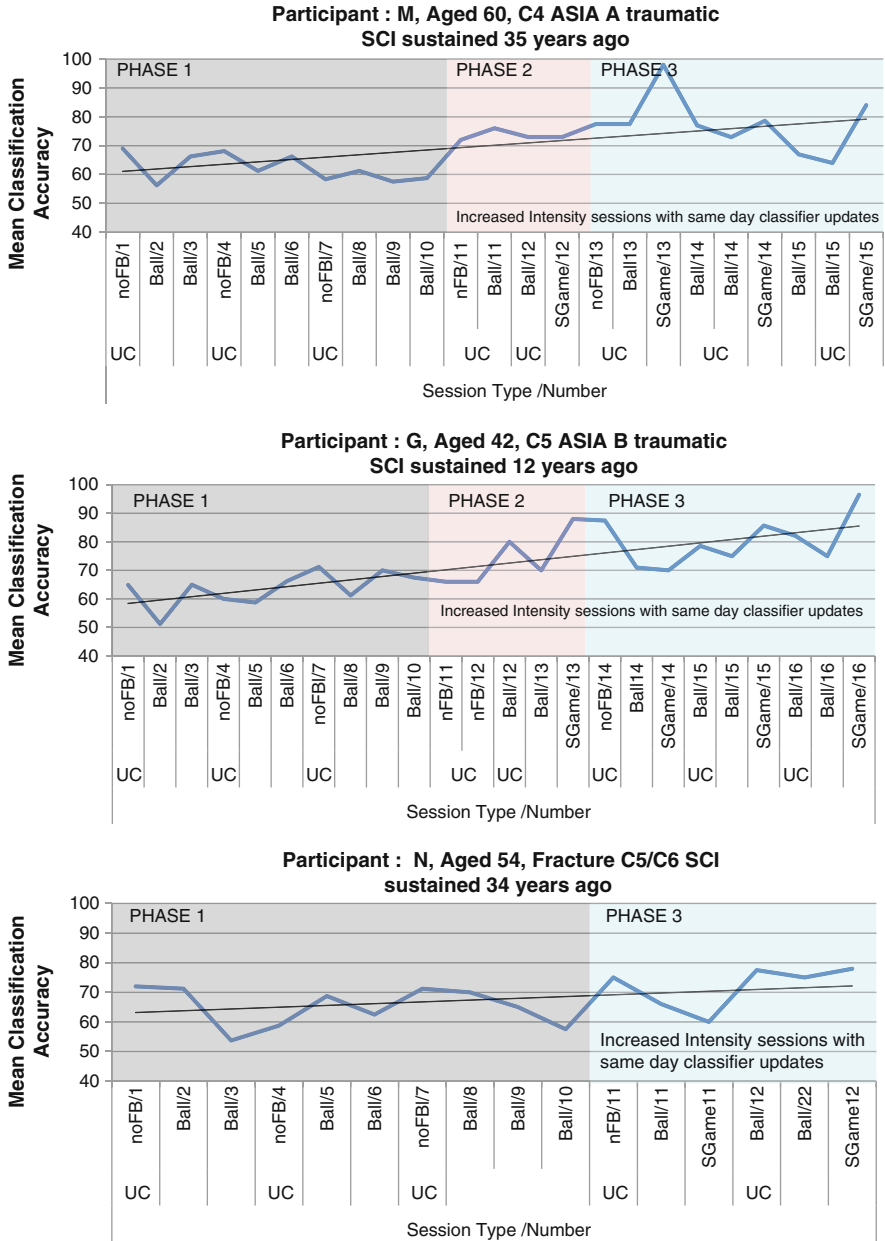 Participant : M, Aged 60, C4 ASIA A traumatic
SCI sustained 35 years ago
Mean Classification
Accuracy
100
90
80
70
60
50
40
PHASE 1
PHASE 2
PHASE 3
Increased Intensity sessions with same day classifier updates
noFB/1
Ball/2
Ball/3
noFB/4
Ball/5
Ball/6
noFBl/7
Ball/8
Ball/9
Ball/10
nFB/11
Ball/11
Ball/12
SGame/12
noFB/13
Ball13
SGame/13
Ball/14
Ball/14
SGame/14
Ball/15
Ball/15
SGame/15
UC
UC
UC
UC
UC
UC
UC
UC
Session Type /Number
Participant : G, Aged 42, C5 ASIA B traumatic
SCI sustained 12 years ago
Mean Classification
Accuracy
100
90
80
70
60
50
40
PHASE 1
PHASE 2
PHASE 3
Increased Intensity sessions with same day classifier updates
noFB/1
Ball/2
Ball/3
noFB/4
Ball/5
Ball/6
noFBl/7
Ball/8
Ball/9
Ball/10
nFB/11
nFB/12
Ball/12
Ball/13
SGame/13
noFB/14
Ball14
SGame/14
Ball/15
Ball/15
SGame/15
Ball/16
Ball/16
SGame/16
UC
UC
UC
UC
UC
UC
UC
UC
Session Type /Number
Participant : N, Aged 54, Fracture C5/C6 SCI
sustained 34 years ago
Mean Classification
Accuracy
100
90
80
70
60
50
40
PHASE 1
PHASE 3
Increased Intensity sessions with
same day classifier updates
noFB/1
Ball/2
Ball/3
noFB/4
Ball/5
Ball/6
noFBl/7
Ball/8
Ball/9
Ball/10
nFB/11
Ball/11
SGame11
Ball/12
Ball/22
SGame12
UC
UC
UC
UC
UC
Session Type /Number